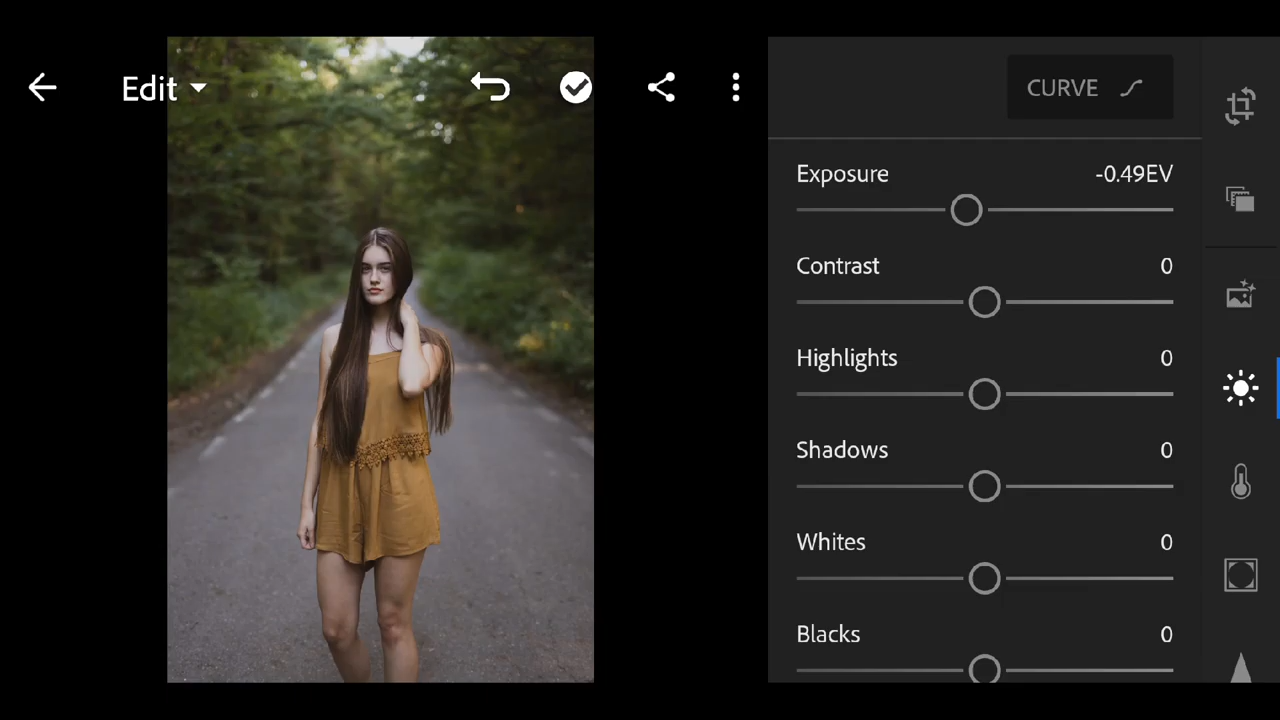 Edit
CURVE
Exposure -0.49EV
Contrast 0
Highlights 0
Shadows 0
Whites 0
Blacks 0